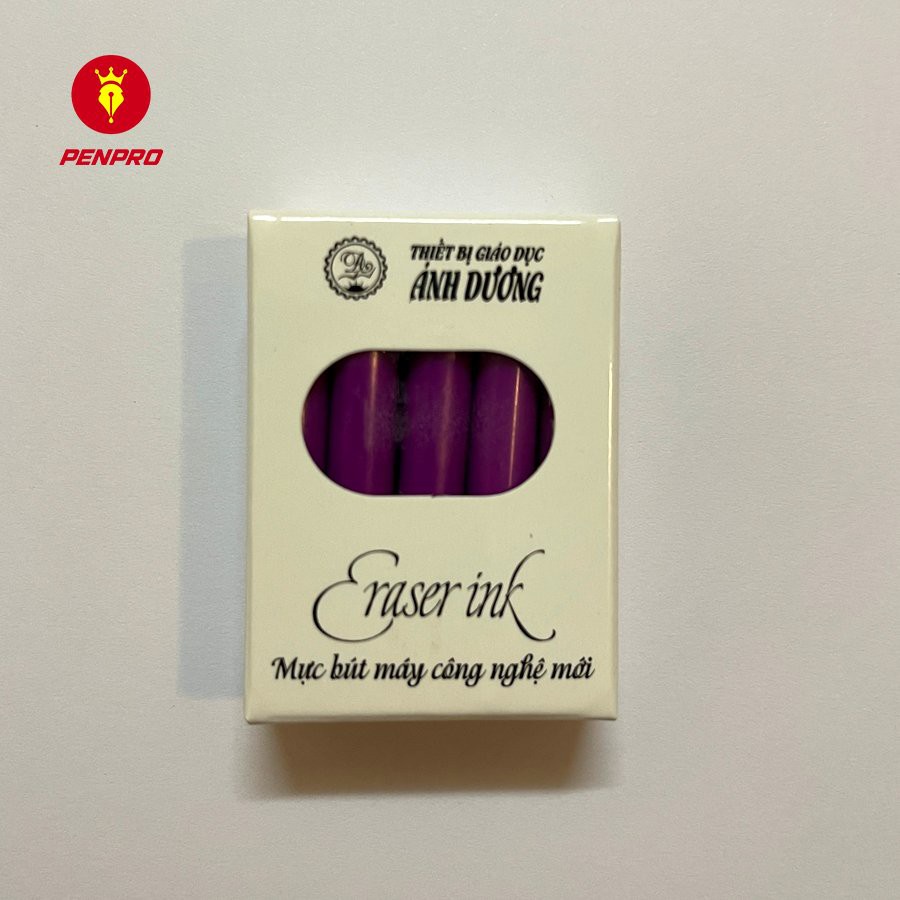 PENPRO
THIẾT BỊ GIÁO DỤC
ÁNH DƯƠNG
Eraser ink
Mực bút máy công nghệ mới